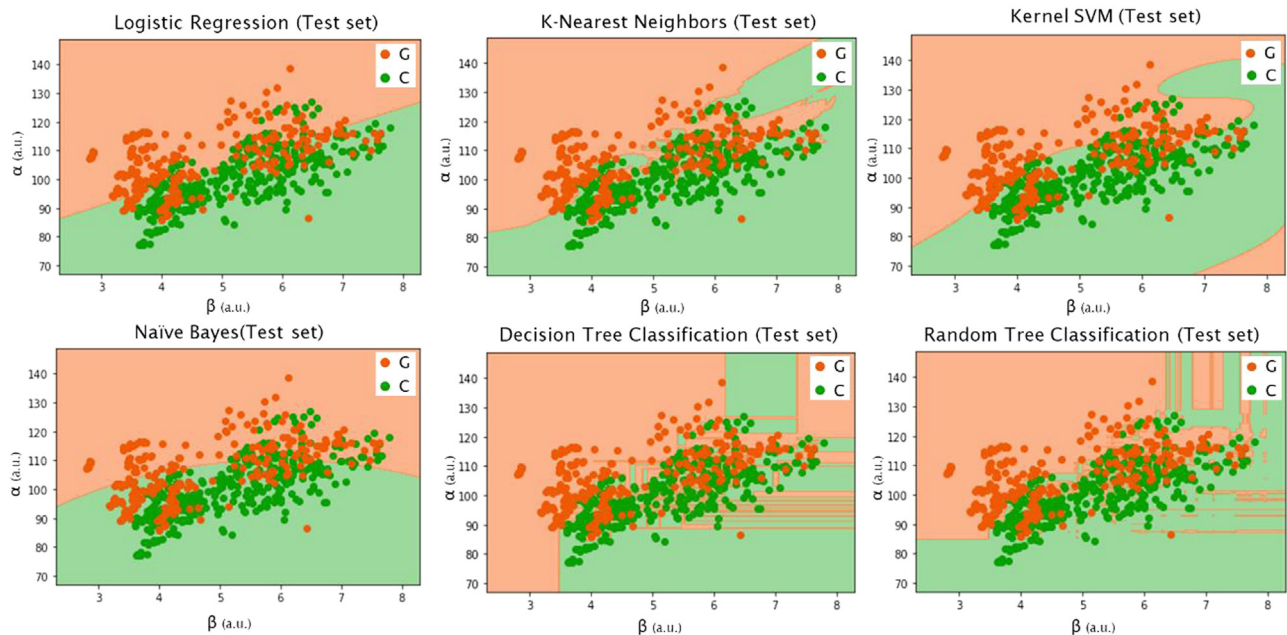 Logistic Regression (Test set)
G
C
140
130
120
110
100
90
80
70
α (a.u.)
3 4 5 6 7 8
β (a.u.)
K-Nearest Neighbors (Test set)
G
C
140
130
120
110
100
90
80
70
α (a.u.)
3 4 5 6 7 8
β (a.u.)
Kernel SVM (Test set)
G
C
140
130
120
110
100
90
80
70
α (a.u.)
3 4 5 6 7 8
β (a.u.)
Naïve Bayes(Test set)
G
C
140
130
120
110
100
90
80
70
α (a.u.)
3 4 5 6 7 8
β (a.u.)
Decision Tree Classification (Test set)
G
C
140
130
120
110
100
90
80
70
α (a.u.)
3 4 5 6 7 8
β (a.u.)
Random Tree Classification (Test set)
G
C
140
130
120
110
100
90
80
70
α (a.u.)
3 4 5 6 7 8
β (a.u.)